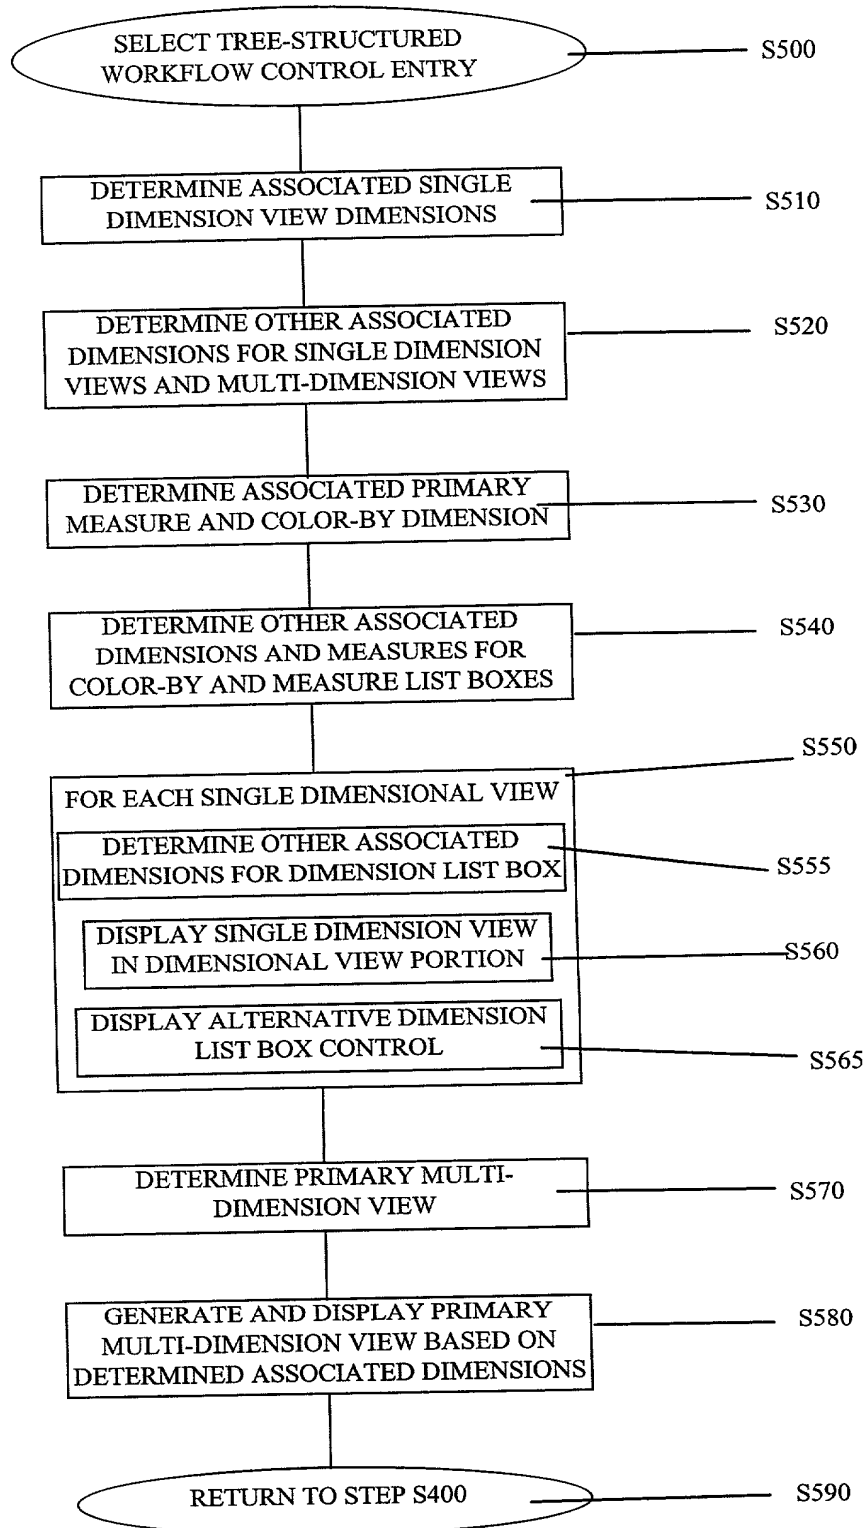 SELECT TREE-STRUCTURED
WORKFLOW CONTROL ENTRY
S500
DETERMINE ASSOCIATED SINGLE
DIMENSION VIEW DIMENSIONS
S510
DETERMINE OTHER ASSOCIATED
DIMENSIONS FOR SINGLE DIMENSION
VIEWS AND MULTI-DIMENSION VIEWS
S520
DETERMINE ASSOCIATED PRIMARY
MEASURE AND COLOR-BY DIMENSION
S530
DETERMINE OTHER ASSOCIATED
DIMENSIONS AND MEASURES FOR
COLOR-BY AND MEASURE LIST BOXES
S540
S550
FOR EACH SINGLE DIMENSIONAL VIEW
DETERMINE OTHER ASSOCIATED
DIMENSIONS FOR DIMENSION LIST BOX
S555
DISPLAY SINGLE DIMENSION VIEW
IN DIMENSIONAL VIEW PORTION
S560
DISPLAY ALTERNATIVE DIMENSION
LIST BOX CONTROL
S565
DETERMINE PRIMARY MULTI-
DIMENSION VIEW
S570
GENERATE AND DISPLAY PRIMARY
MULTI-DIMENSION VIEW BASED ON
DETERMINED ASSOCIATED DIMENSIONS
S580
RETURN TO STEP S400
S590